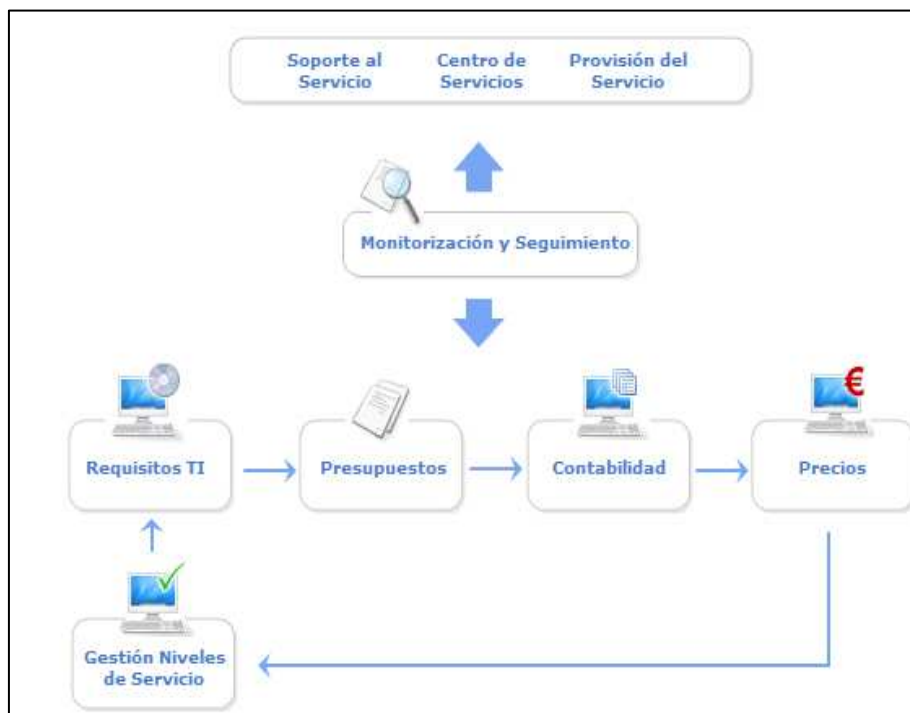 Soporte al
Servicio
Centro de
Servicios
Provisión del
Servicio
Monitorización y Seguimiento
€
Requisitos TI
Presupuestos
Contabilidad
Precios
Gestión Niveles
de Servicio